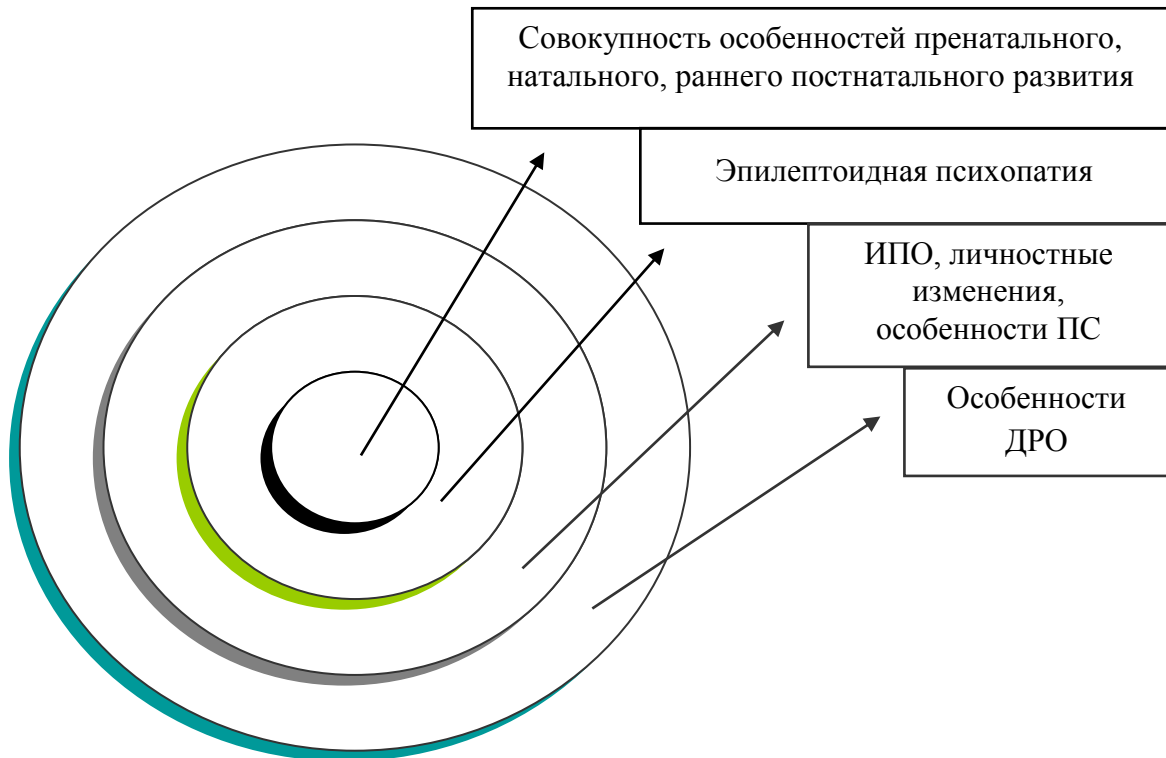 Совокупность особенностей пренатального,
натального, раннего постнатального развития
Эпилептоидная психопатия
ИПО, личностные
изменения,
особенности ПС
Особенности
ДРО